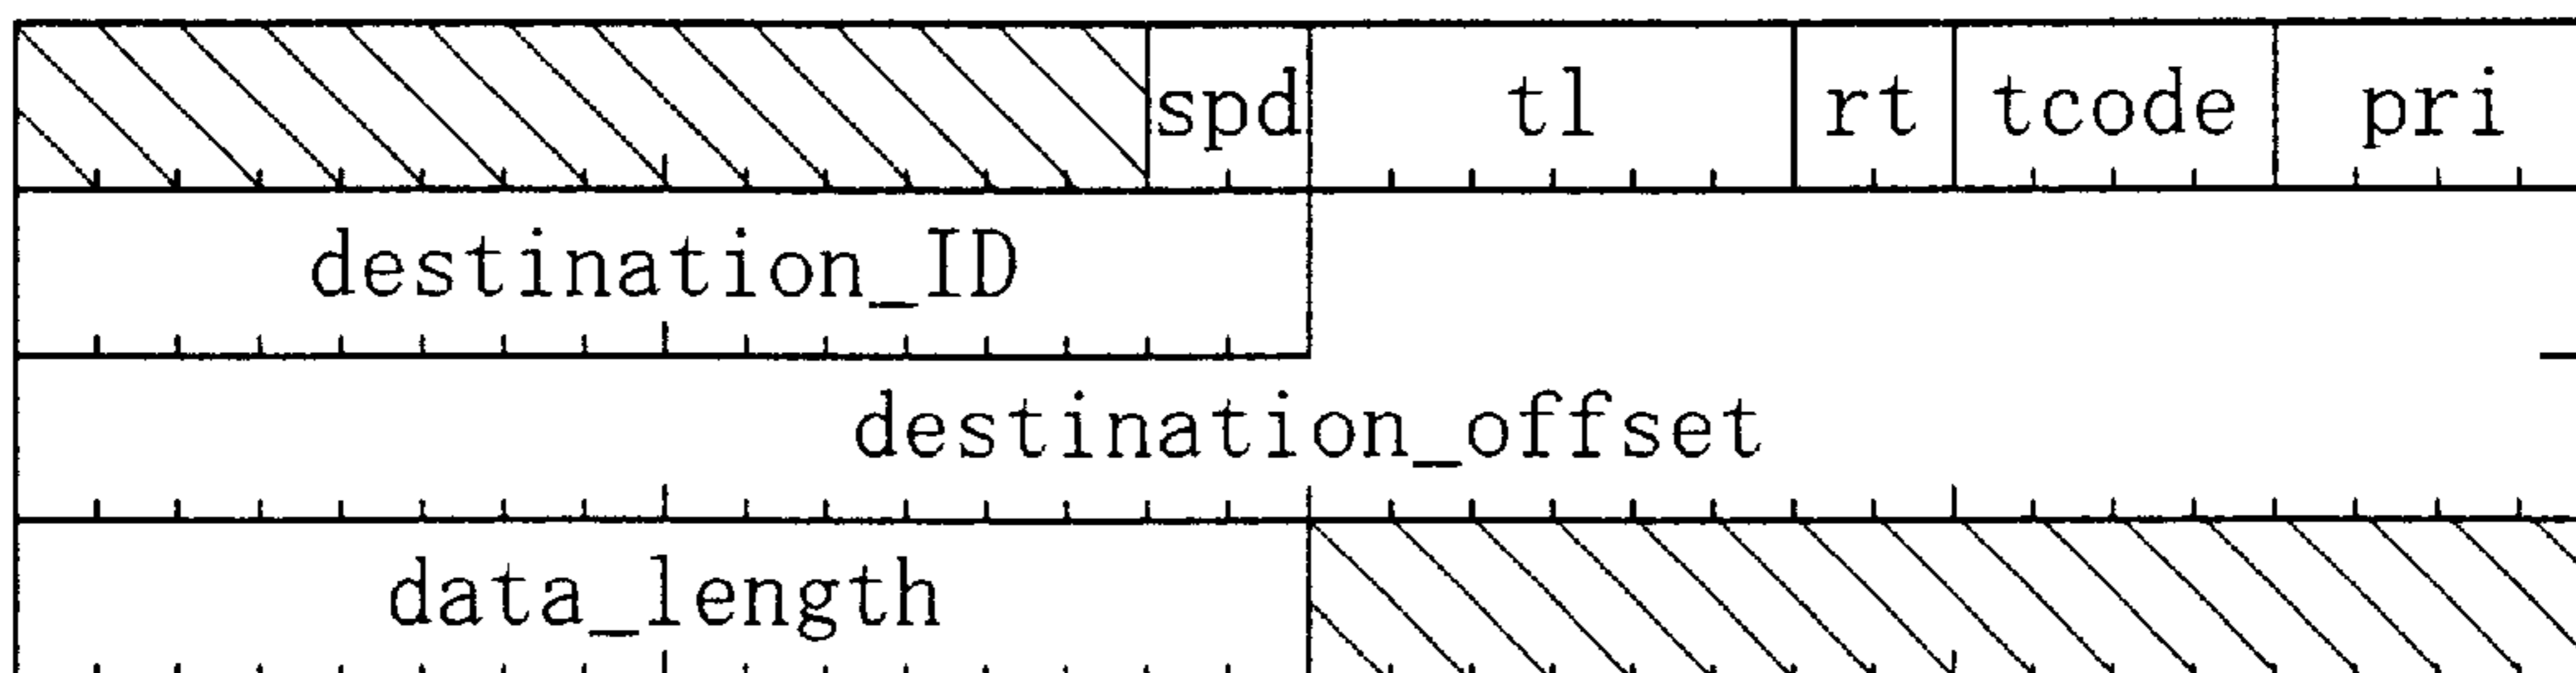 spd tl rt tcode pri
destination_ID
destination_offset
data_length